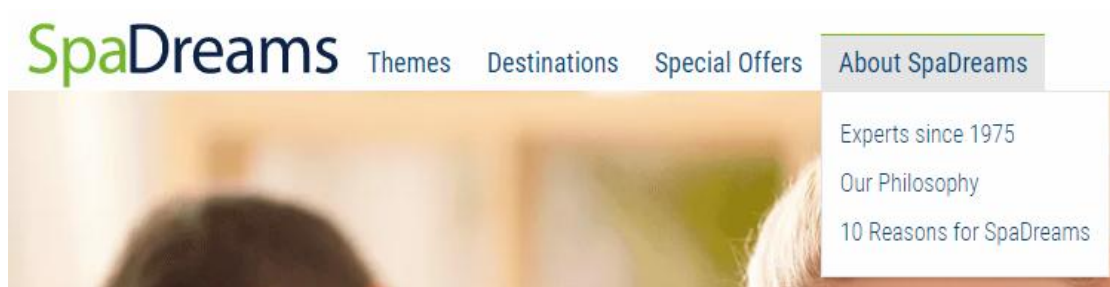 SpaDreams Themes Destinations Special Offers About SpaDreams
Experts since 1975
Our Philosophy
10 Reasons for SpaDreams